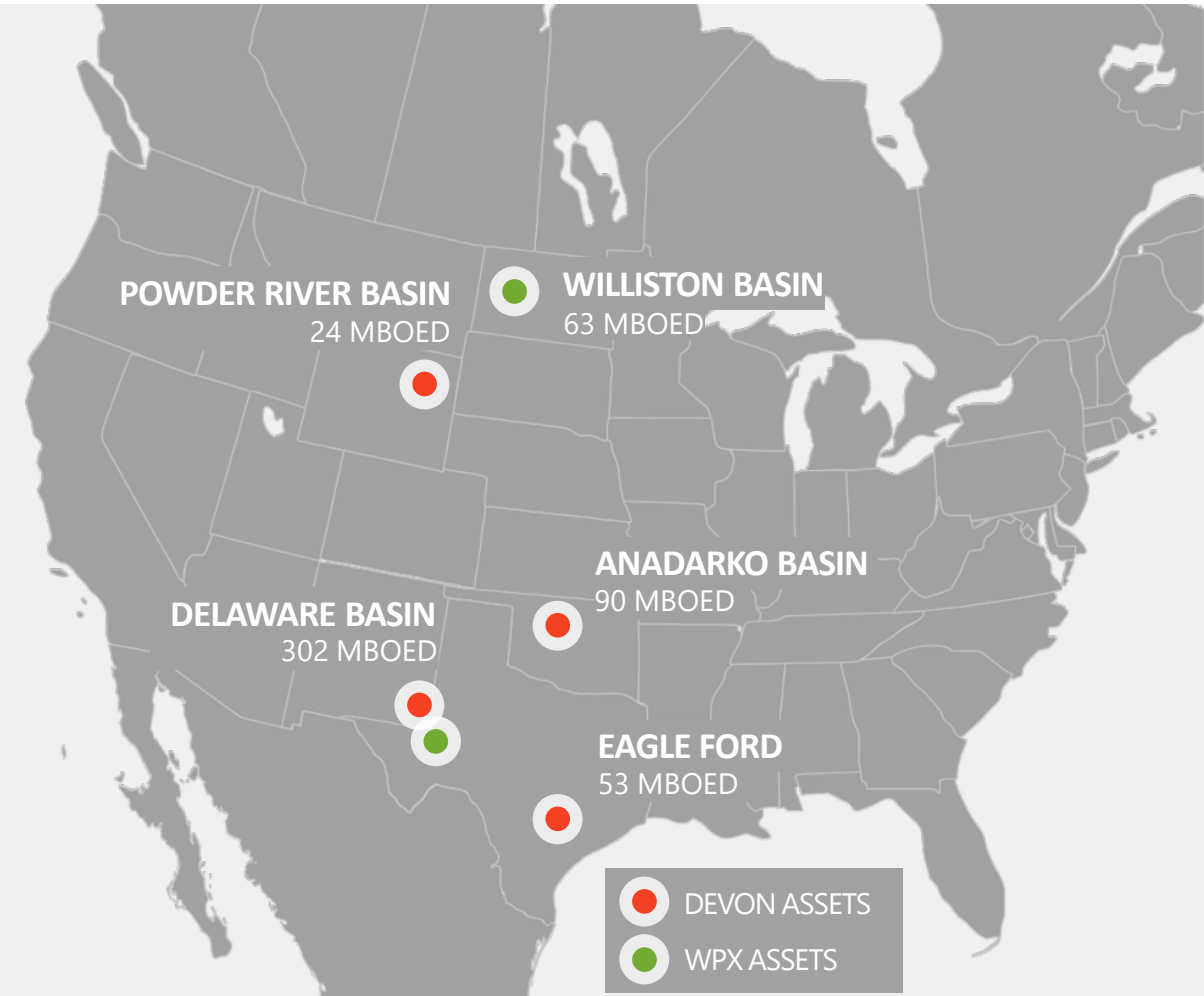 POWDER RIVER BASIN
24 MBOED
WILLISTON BASIN
63 MBOED
ANADARKO BASIN
90 MBOED
DELAWARE BASIN
302 MBOED
EAGLE FORD
53 MBOED
DEVON ASSETS
WPX ASSETS